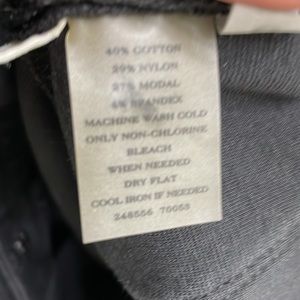 40% COTTON
29% NYLON
27% MODAL
4% SPANDEX
MACHINE WASH COLD
ONLY NON-CHLORINE
BLEACH
WHEN NEEDED
DRY FLAT
COOL IRON IF NEEDED
248556 70053